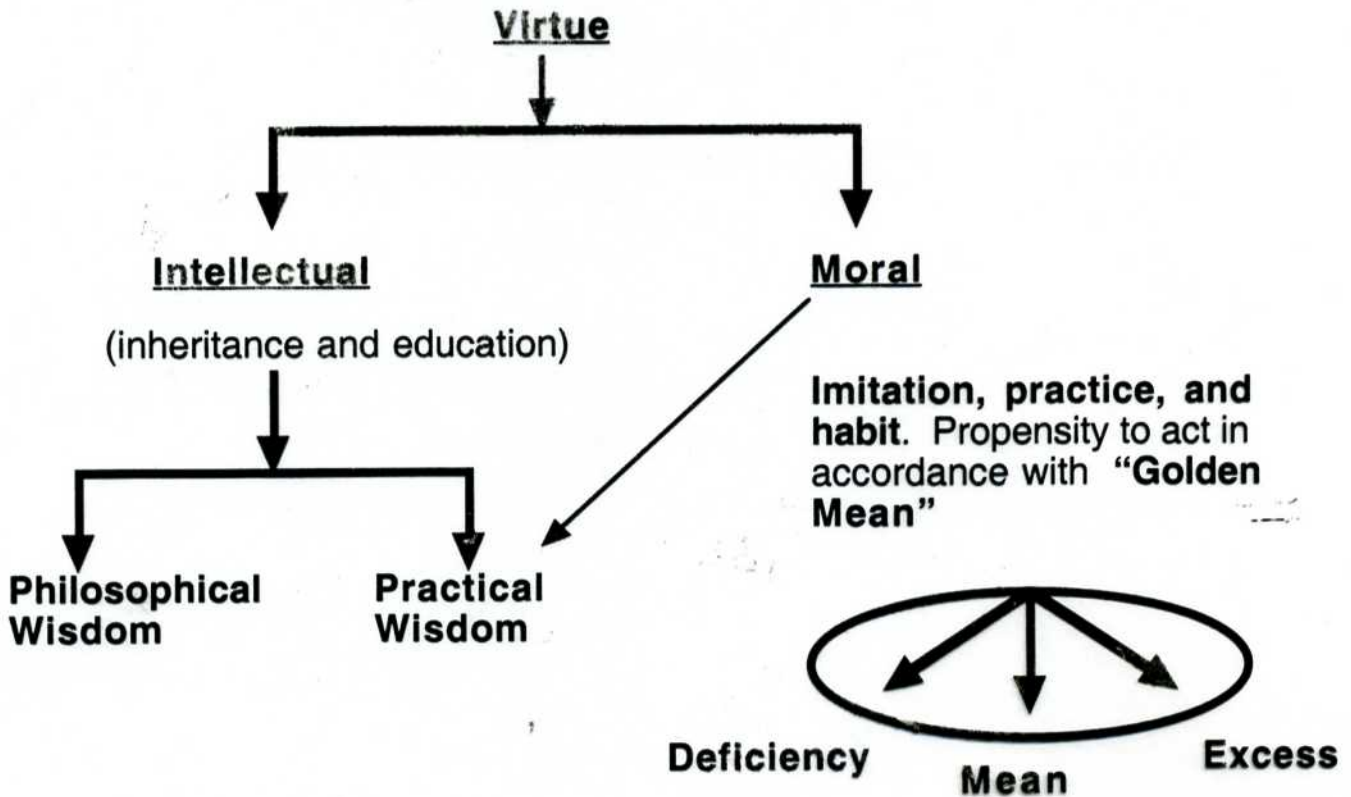 Virtue
Intellectual
Moral
(inheritance and education)
Imitation, practice, and
habit. Propensity to act in
accordance with “Golden
Mean”
Philosophical
Wisdom
Practical
Wisdom
Deficiency
Mean
Excess